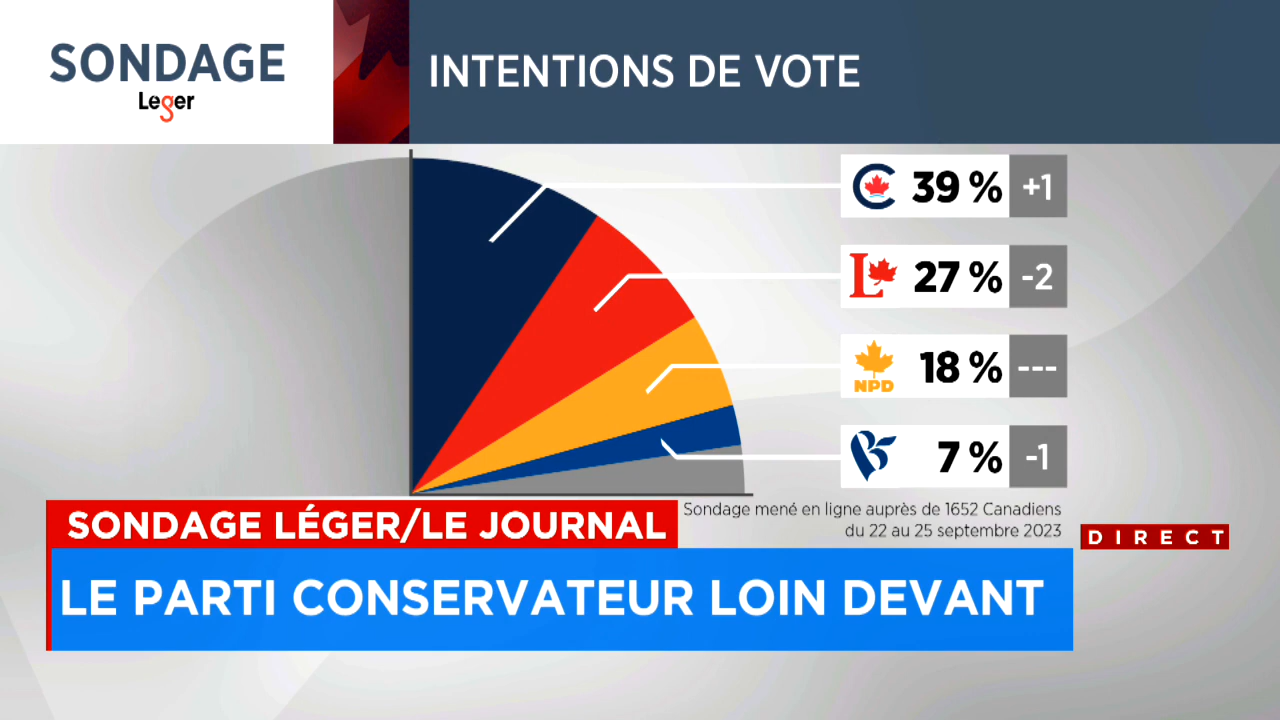 SONDAGE
Leger
INTENTIONS DE VOTE
39 % +1
L 27 % -2
NPD 18 % ---
7 % -1
Sondage mené en ligne auprès de 1652 Canadiens
du 22 au 25 septembre 2023
SONDAGE LÉGER/LE JOURNAL
DIRECT
LE PARTI CONSERVATEUR LOIN DEVANT